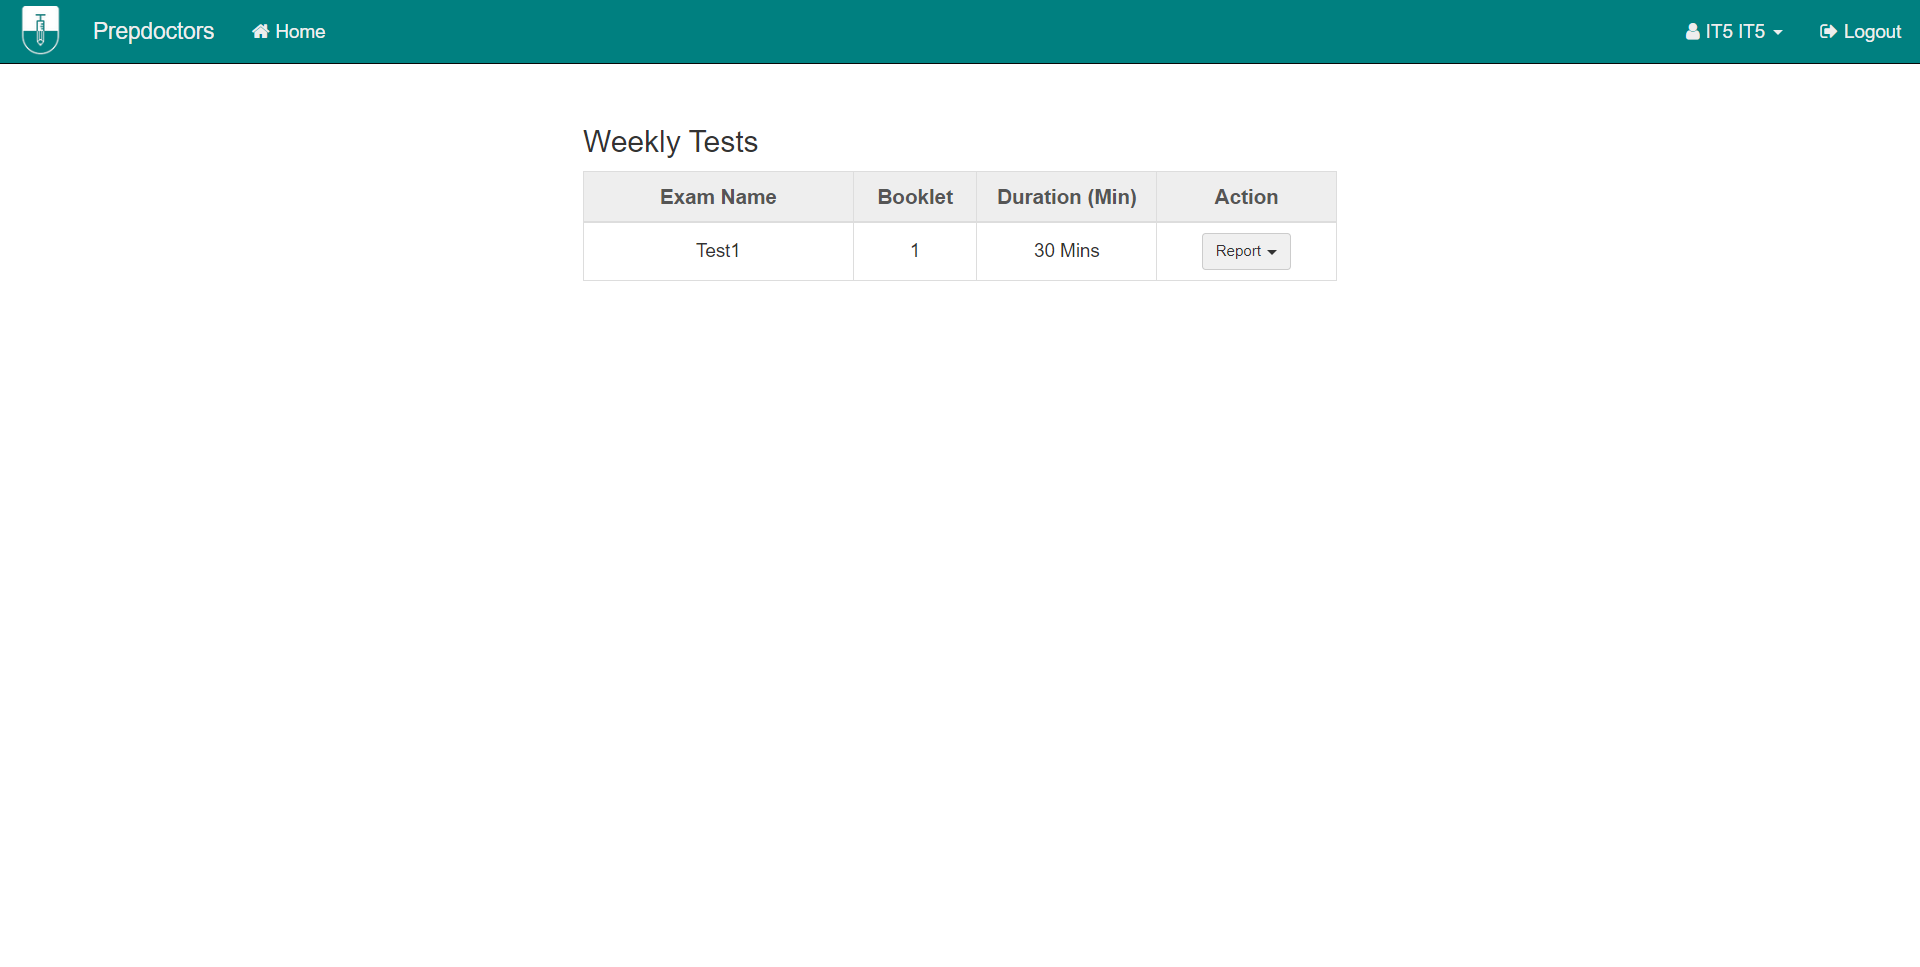 Prepdoctors Home IT5 IT5 Logout
Weekly Tests
Exam Name Booklet Duration (Min) Action
Test1 1 30 Mins Report